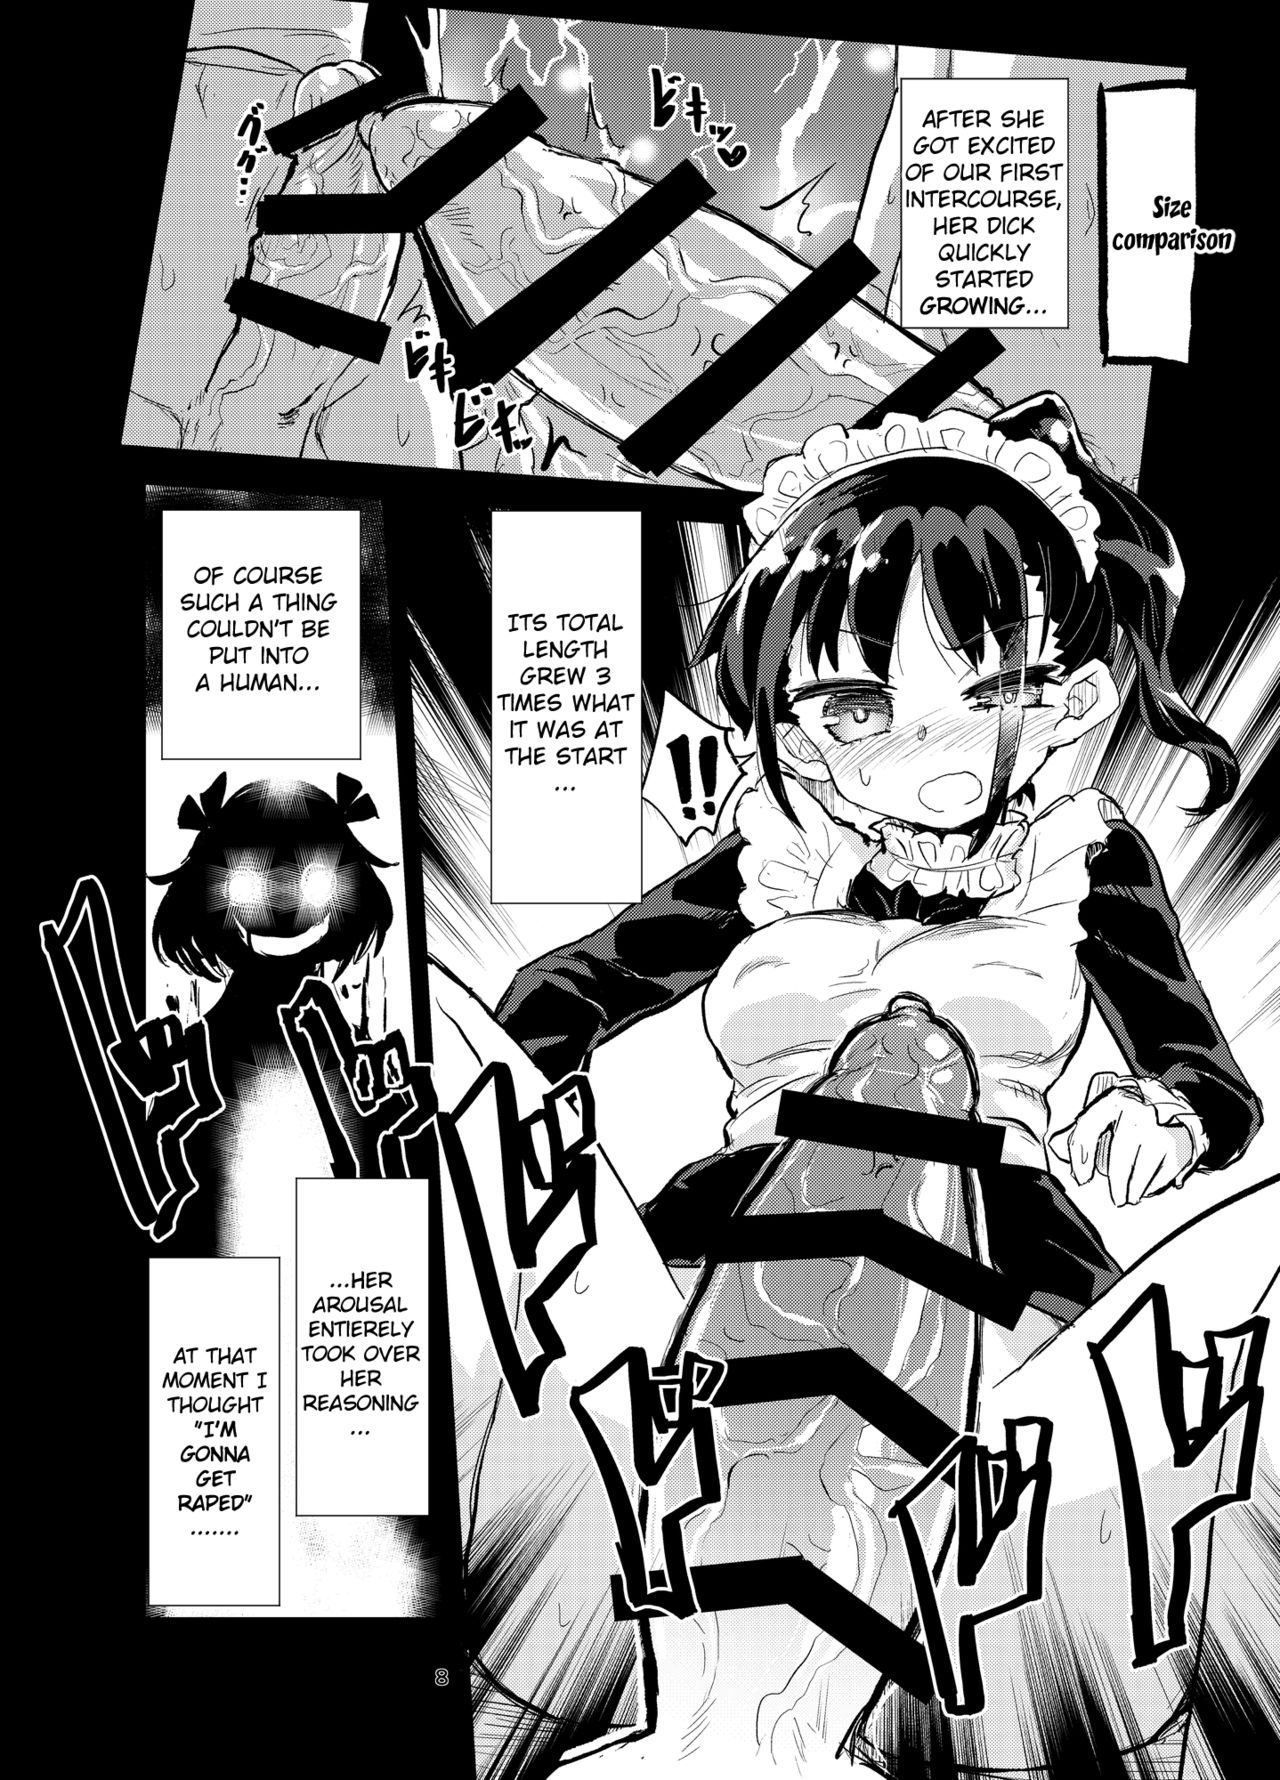 Size
comparison
AFTER SHE
GOT EXCITED
OF OUR FIRST
INTERCOURSE,
HER DICK
QUICKLY
STARTED
GROWING...
ビキッ♥
ググ…
ビキ
ビキッ
!!
ITS TOTAL
LENGTH
GREW 3
TIMES WHAT
IT WAS AT
THE START
...
OF COURSE
SUCH A THING
COULDN'T BE
PUT INTO
A HUMAN...
...HER
AROUSAL
ENTIERELY
TOOK OVER
HER
REASONING
...
AT THAT
MOMENT I
THOUGHT
"I'M
GONNA
GET
RAPED"
.......
8